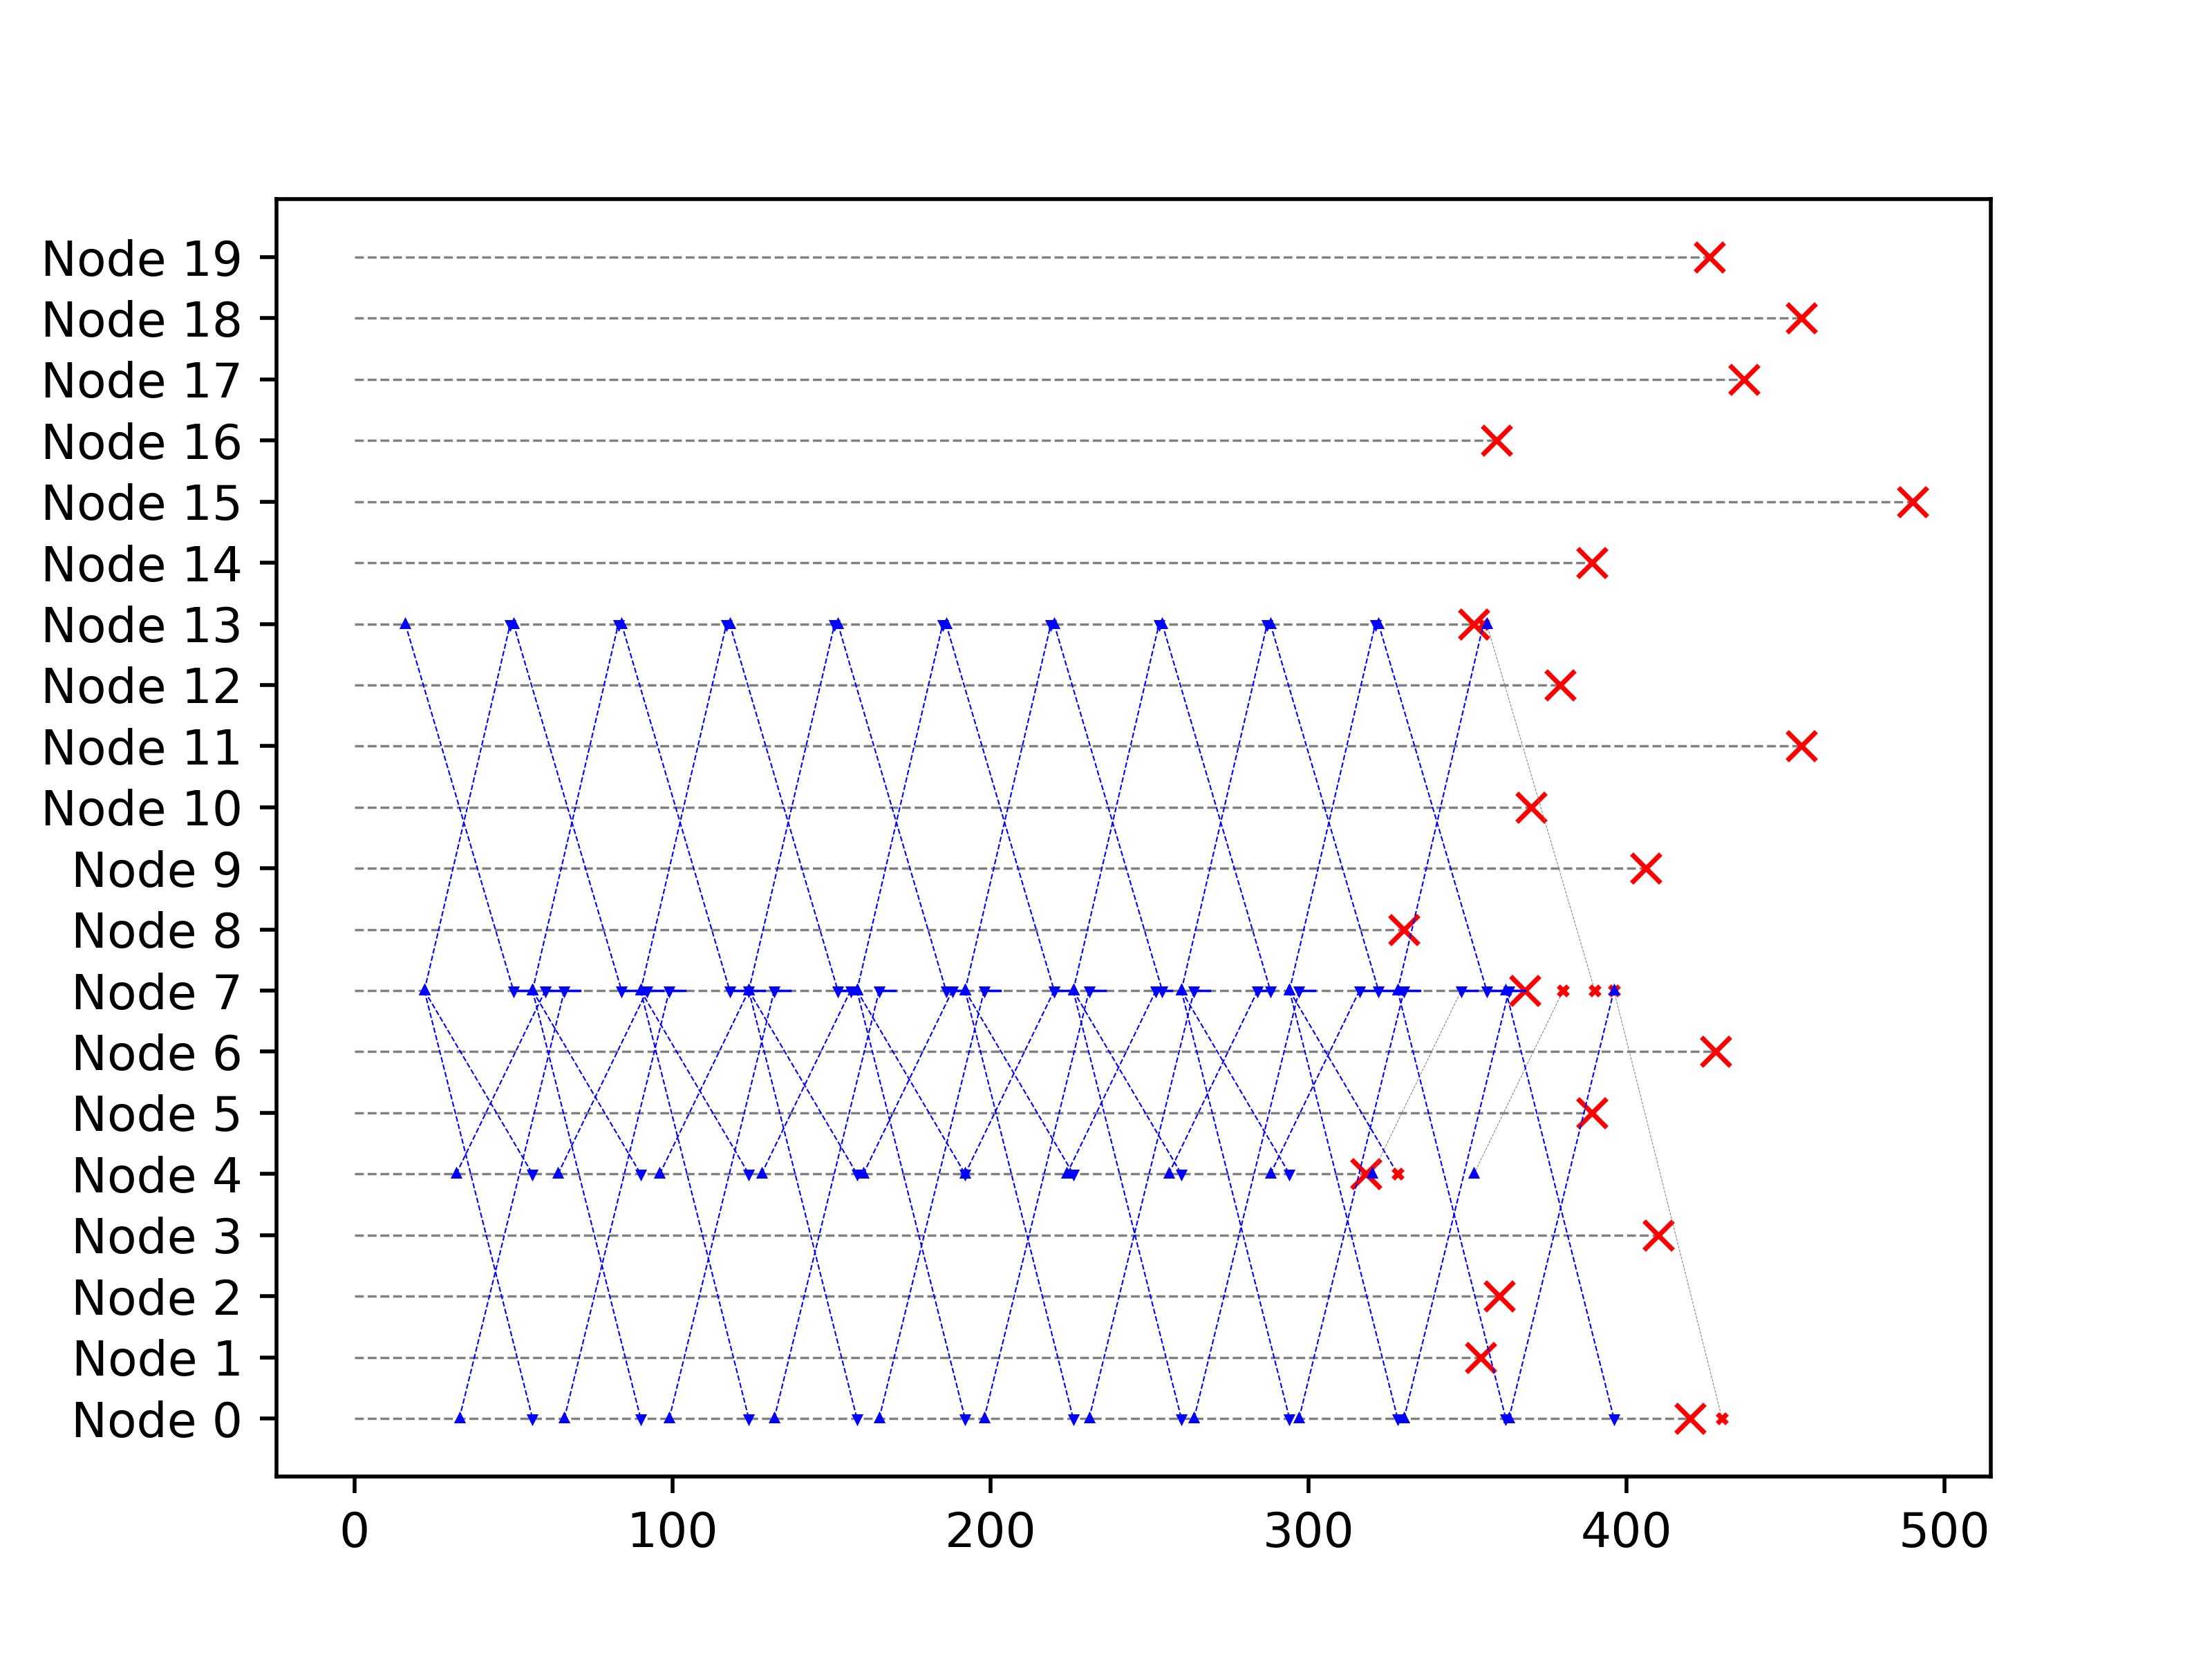 Node 19
Node 18
Node 17
Node 16
Node 15
Node 14
Node 13
Node 12
Node 11
Node 10
Node 9
Node 8
Node 7
Node 6
Node 5
Node 4
Node 3
Node 2
Node 1
Node 0
0 100 200 300 400 500